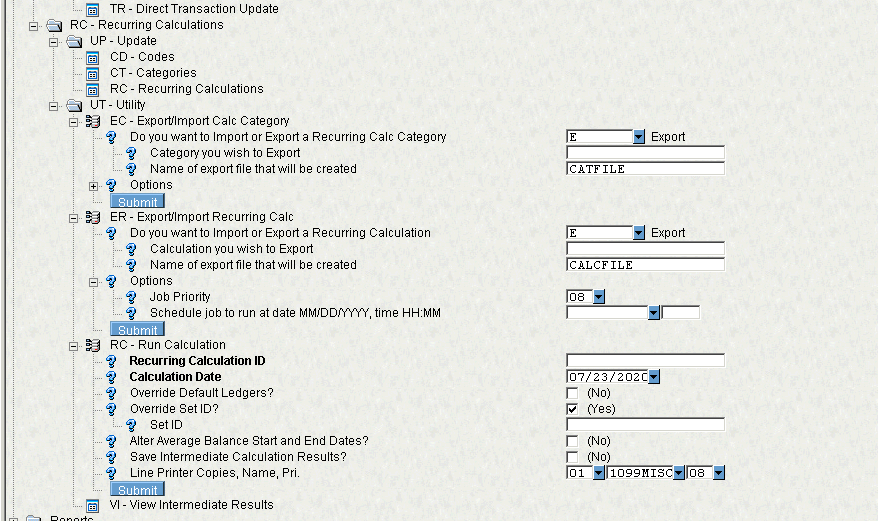 TR - Direct Transaction Update
RC - Recurring Calculations
UP - Update
CD - Codes
CT - Categories
RC - Recurring Calculations
UT - Utility
EC - Export/Import Calc Category
Do you want to Import or Export a Recurring Calc Category E Export
Category you wish to Export
Name of export file that will be created CATFILE
Options
Submit
ER - Export/Import Recurring Calc
Do you want to Import or Export a Recurring Calculation E Export
Calculation you wish to Export
Name of export file that will be created CALCFILE
Options
Job Priority 08
Schedule job to run at date MM/DD/YYYY, time HH:MM
Submit
RC - Run Calculation
Recurring Calculation ID
Calculation Date 07/23/2020
Override Default Ledgers? (No)
Override Set ID? (Yes)
Set ID
Alter Average Balance Start and End Dates? (No)
Save Intermediate Calculation Results? (No)
Line Printer Copies, Name, Pri. 01 1099MISC 08
Submit
VI - View Intermediate Results
Reports